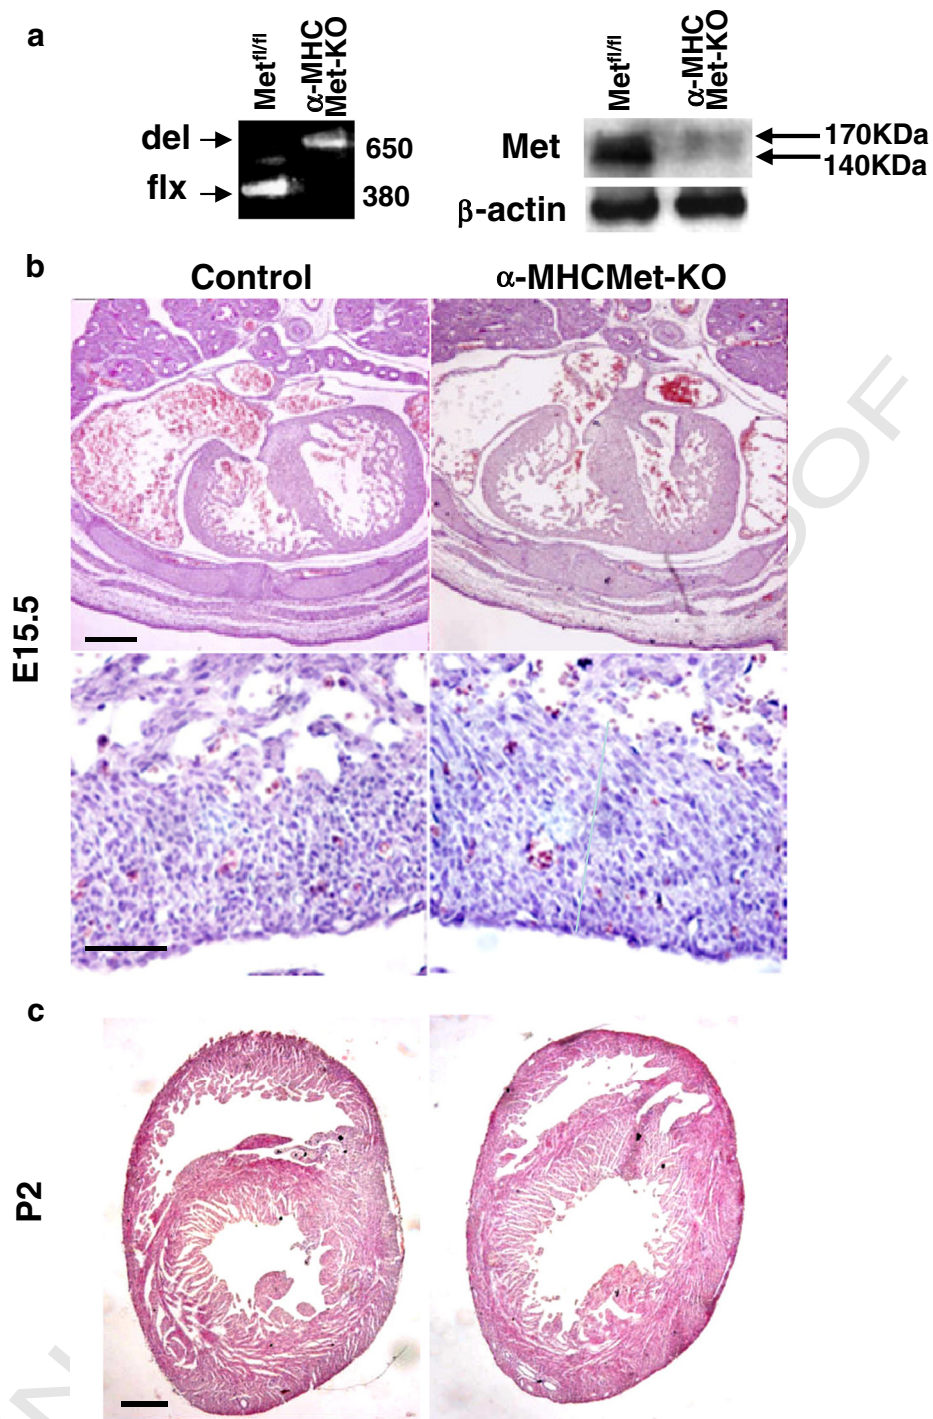 a
Met^fl/fl
α-MHC
Met-KO
del
flx
650
380
Met^fl/fl
α-MHC
Met-KO
Met
β-actin
170KDa
140KDa
b
Control
α-MHCMet-KO
E15.5
c
P2
OOF
N